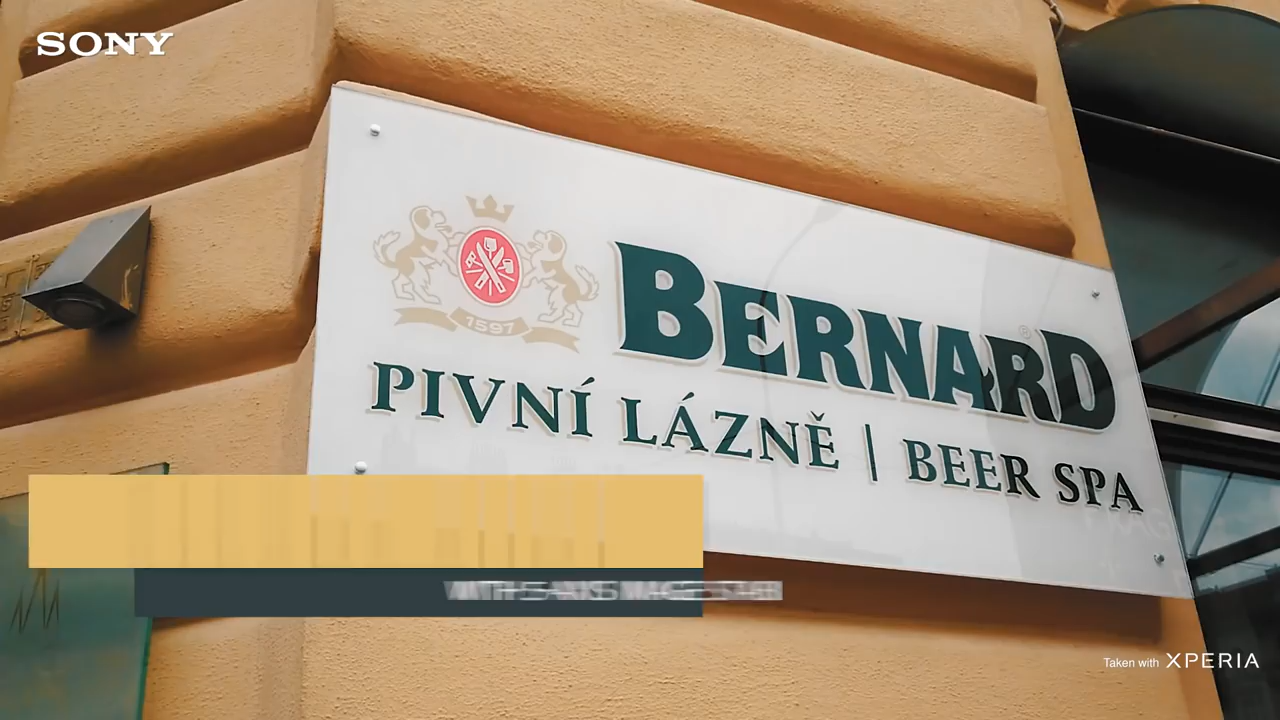 SONY
1597
BERNARD
®
PIVNÍ LÁZNĚ | BEER SPA
Taken with XPERIA